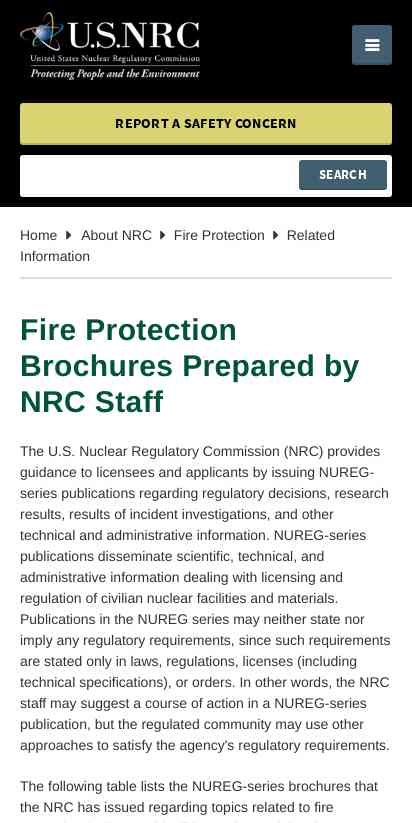 U.S.NRC
United States Nuclear Regulatory Commission
Protecting People and the Environment
REPORT A SAFETY CONCERN
SEARCH
Home About NRC Fire Protection Related
Information
Fire Protection
Brochures Prepared by
NRC Staff
The U.S. Nuclear Regulatory Commission (NRC) provides
guidance to licensees and applicants by issuing NUREG-
series publications regarding regulatory decisions, research
results, results of incident investigations, and other
technical and administrative information. NUREG-series
publications disseminate scientific, technical, and
administrative information dealing with licensing and
regulation of civilian nuclear facilities and materials.
Publications in the NUREG series may neither state nor
imply any regulatory requirements, since such requirements
are stated only in laws, regulations, licenses (including
technical specifications), or orders. In other words, the NRC
staff may suggest a course of action in a NUREG-series
publication, but the regulated community may use other
approaches to satisfy the agency's regulatory requirements.
The following table lists the NUREG-series brochures that
the NRC has issued regarding topics related to fire